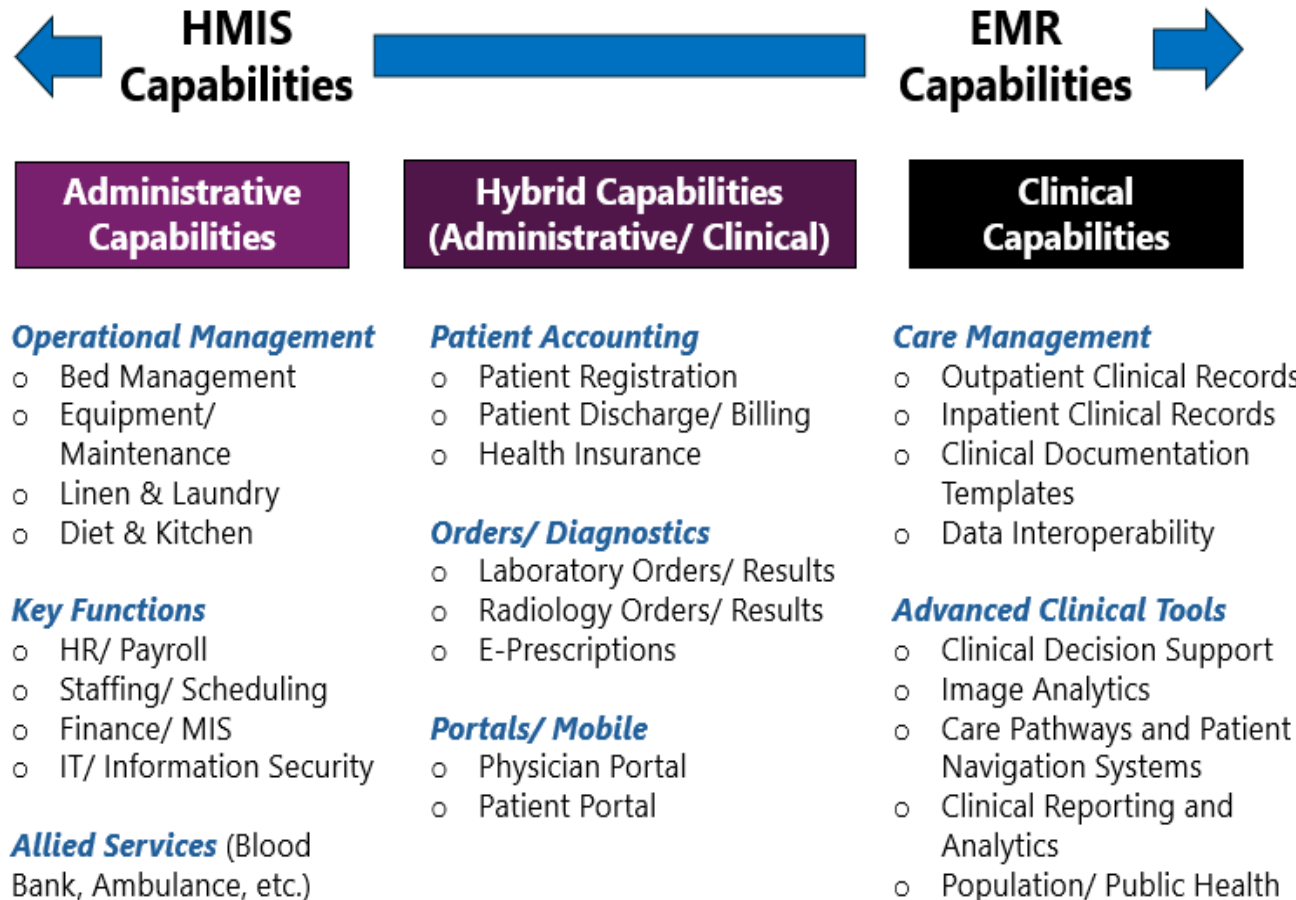 HMIS
Capabilities
EMR
Capabilities
Administrative
Capabilities
Hybrid Capabilities
(Administrative/ Clinical)
Clinical
Capabilities
Operational Management
o Bed Management
o Equipment/
Maintenance
o Linen & Laundry
o Diet & Kitchen
Key Functions
o HR/ Payroll
o Staffing/ Scheduling
o Finance/ MIS
o IT/ Information Security
Allied Services (Blood
Bank, Ambulance, etc.)
Patient Accounting
o Patient Registration
o Patient Discharge/ Billing
o Health Insurance
Orders/ Diagnostics
o Laboratory Orders/ Results
o Radiology Orders/ Results
o E-Prescriptions
Portals/ Mobile
o Physician Portal
o Patient Portal
Care Management
o Outpatient Clinical Records
o Inpatient Clinical Records
o Clinical Documentation
Templates
o Data Interoperability
Advanced Clinical Tools
o Clinical Decision Support
o Image Analytics
o Care Pathways and Patient
Navigation Systems
o Clinical Reporting and
Analytics
o Population/ Public Health